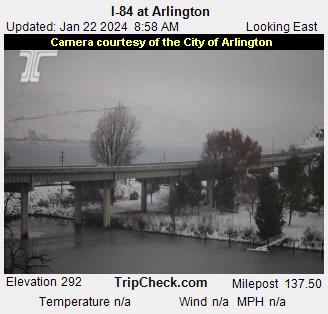 I-84 at Arlington
Updated: Jan 22 2024 8:58 AM Looking East
Camera courtesy of the City of Arlington
Elevation 292 TripCheck.com Milepost 137.50
Temperature n/a Wind n/a MPH n/a